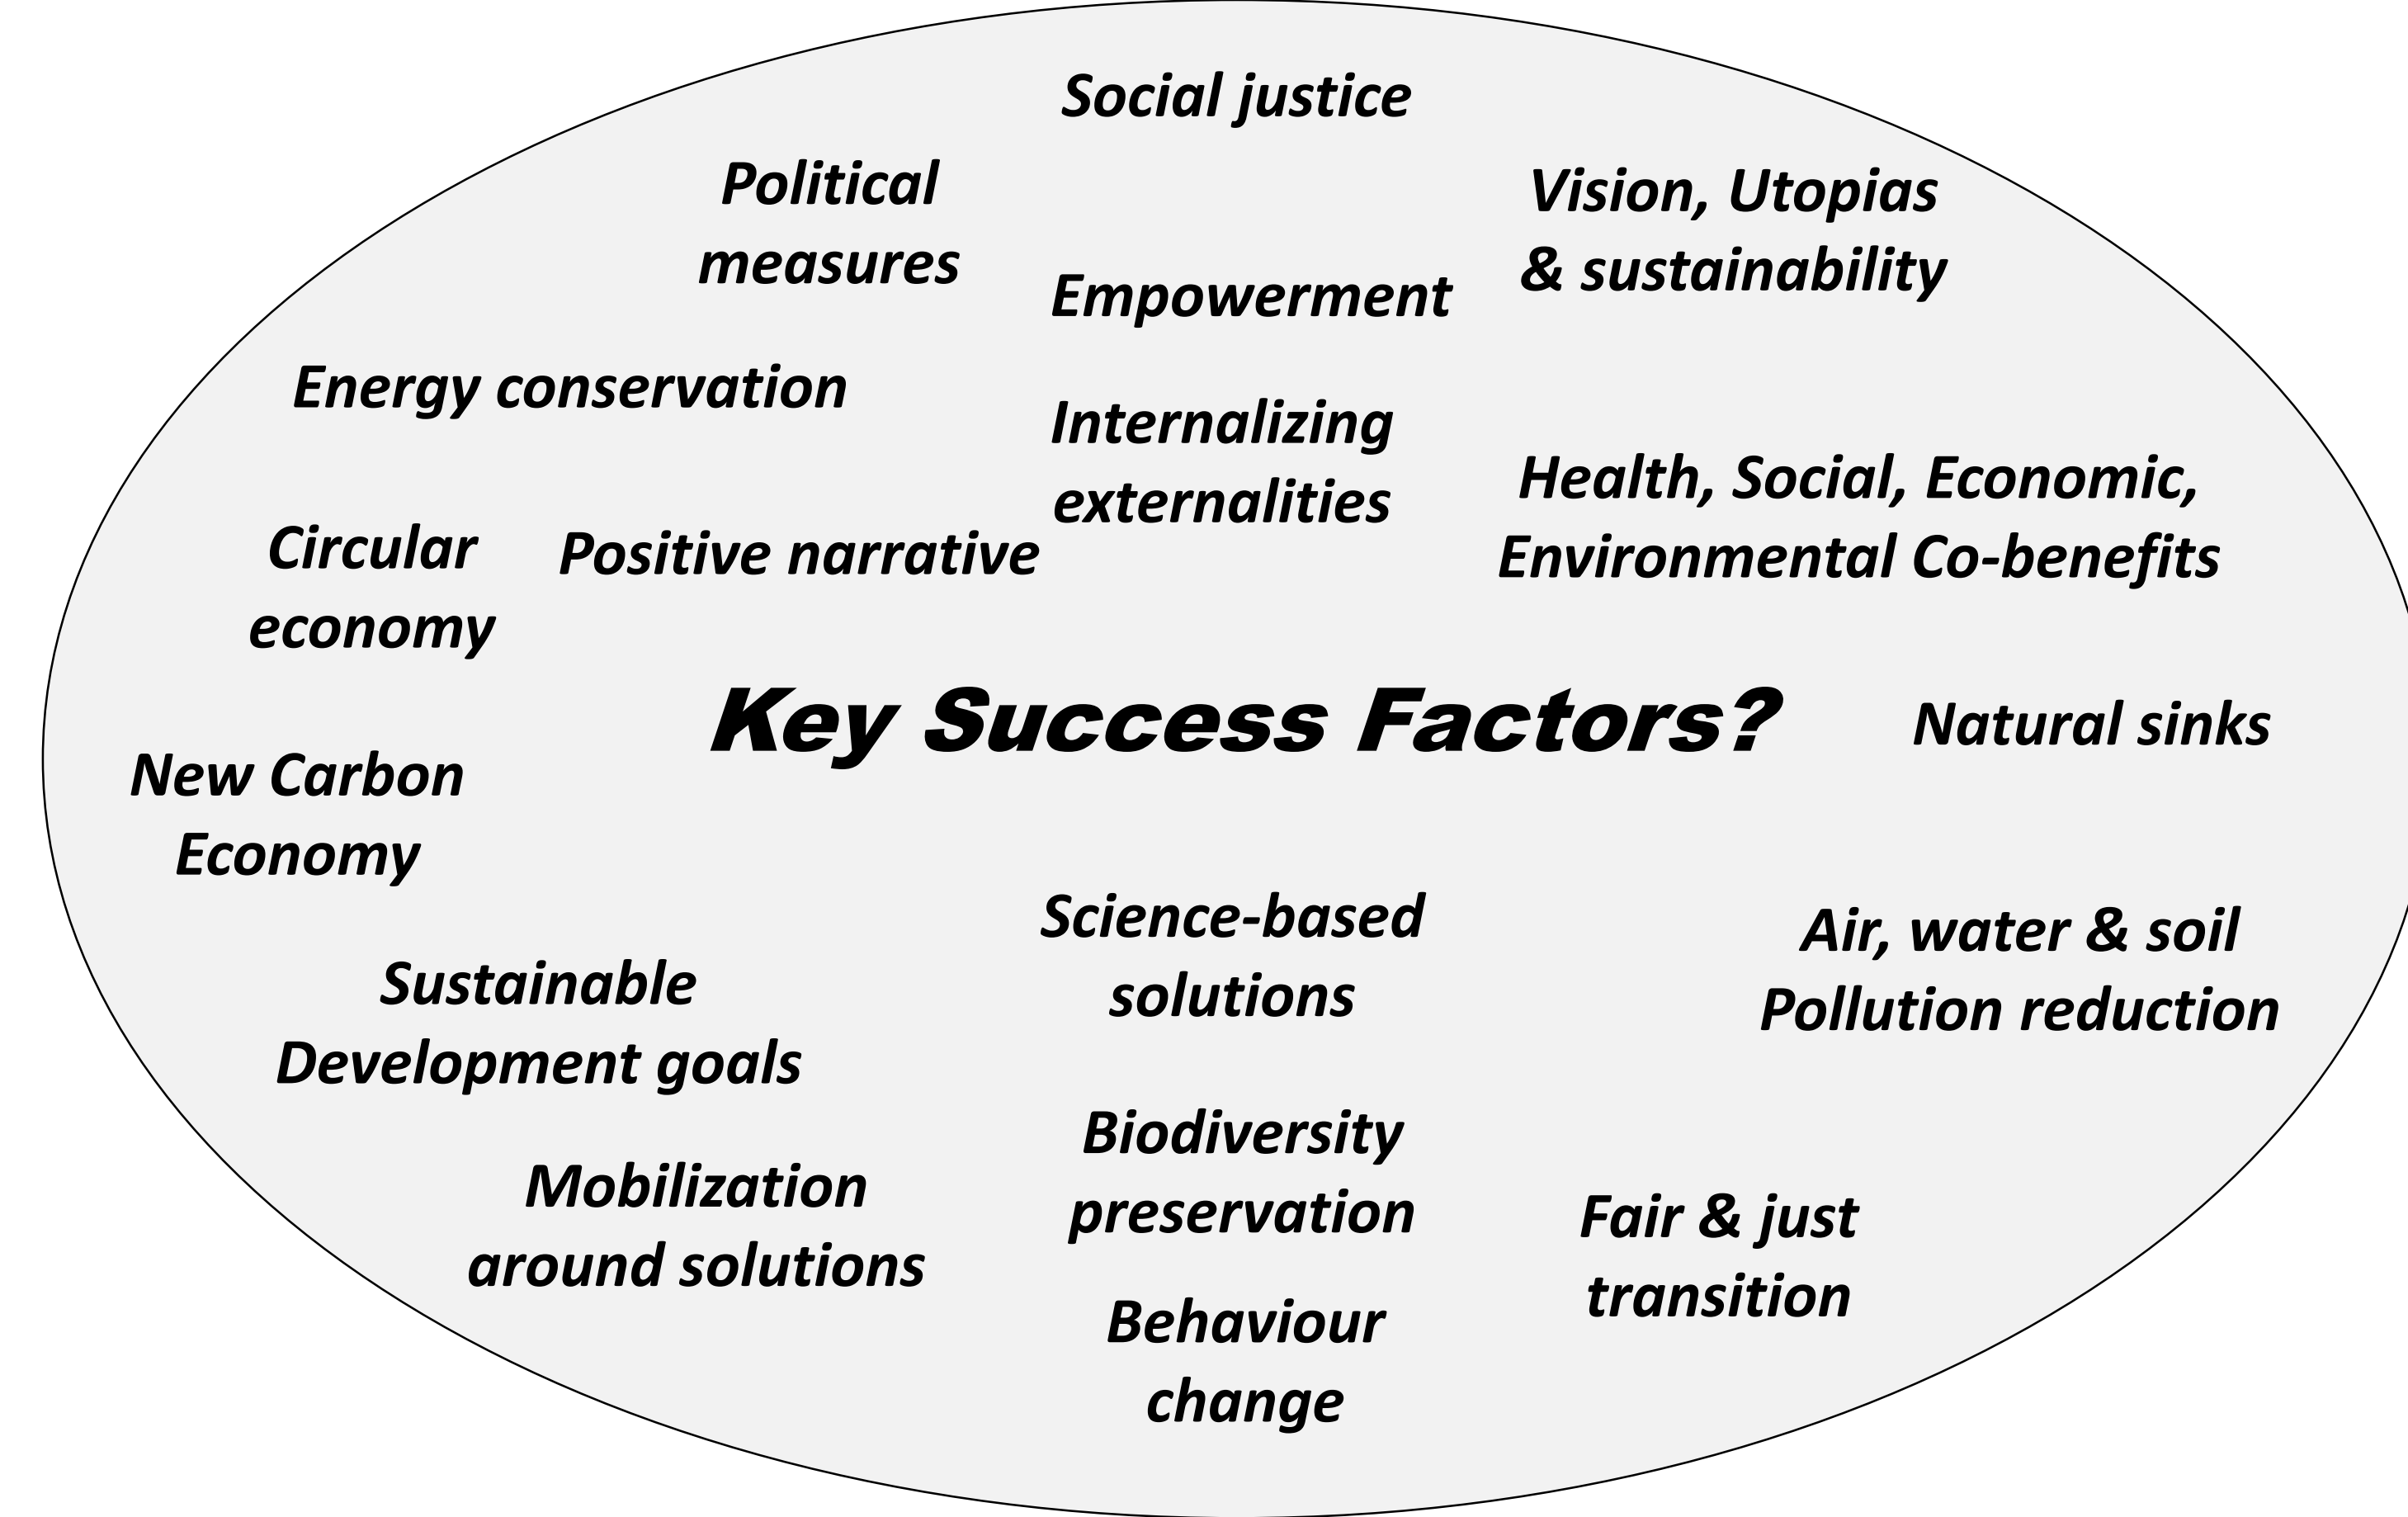 Social justice
Political
measures
Vision, Utopias
& sustainability
Empowerment
Energy conservation
Internalizing
externalities
Health, Social, Economic,
Environmental Co-benefits
Circular
economy
Positive narrative
Key Success Factors?
Natural sinks
New Carbon
Economy
Science-based
solutions
Air, water & soil
Pollution reduction
Sustainable
Development goals
Biodiversity
preservation
Mobilization
around solutions
Fair & just
transition
Behaviour
change